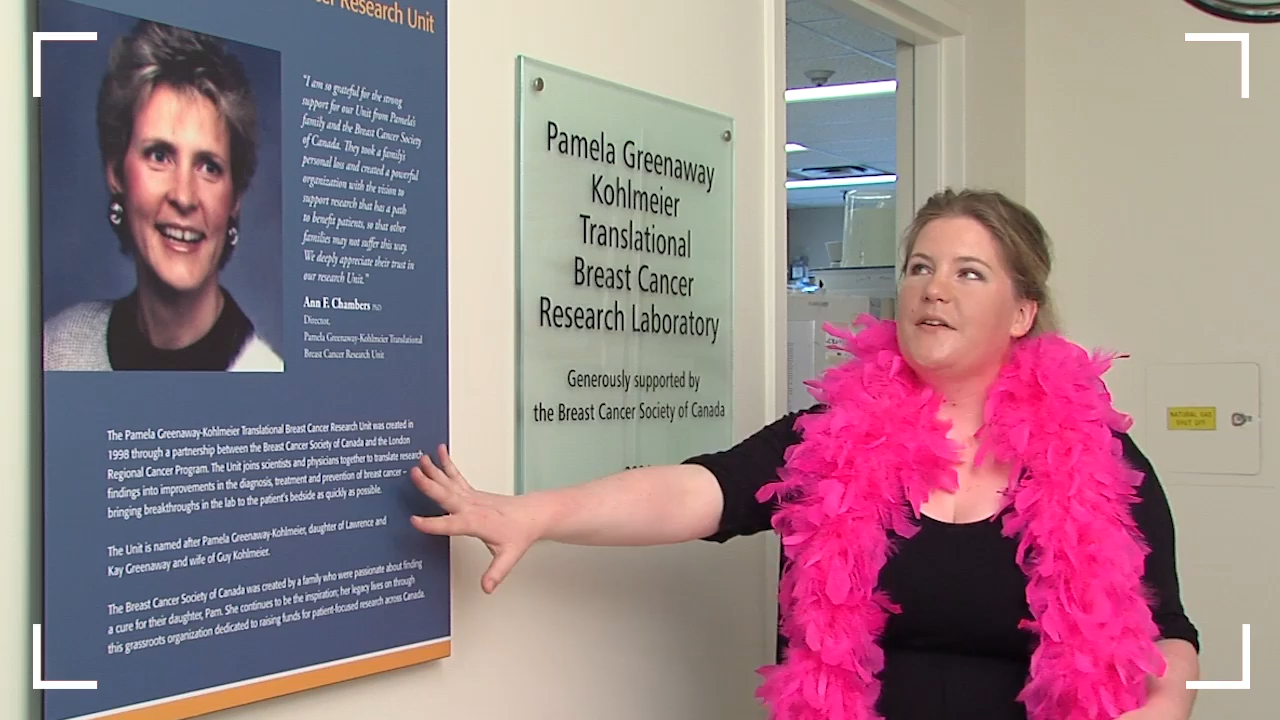 Research Unit
"I am so grateful for the strong
support for our Unit from Pamela's
family and the Breast Cancer Society
of Canada. They took a family's
personal loss and created a powerful
organization with the vision to
support research that has a path
to benefit patients, so that other
families may not suffer this way.
We deeply appreciate their trust in
our research Unit."
Ann F. Chambers PhD
Director,
Pamela Greenaway-Kohlmeier Translational
Breast Cancer Research Unit
The Pamela Greenaway-Kohlmeier Translational Breast Cancer Research Unit was created in
1998 through a partnership between the Breast Cancer Society of Canada and the London
Regional Cancer Program. The Unit joins scientists and physicians together to translate research
findings into improvements in the diagnosis, treatment and prevention of breast cancer –
bringing breakthroughs in the lab to the patient's bedside as quickly as possible.
The Unit is named after Pamela Greenaway-Kohlmeier, daughter of Lawrence and
Kay Greenaway and wife of Guy Kohlmeier.
The Breast Cancer Society of Canada was created by a family who were passionate about finding
a cure for their daughter, Pam. She continues to be the inspiration; her legacy lives on through
this grassroots organization dedicated to raising funds for patient-focused research across Canada.
Pamela Greenaway
Kohlmeier
Translational
Breast Cancer
Research Laboratory
Generously supported by
the Breast Cancer Society of Canada
NATURAL GAS
SHUT OFF